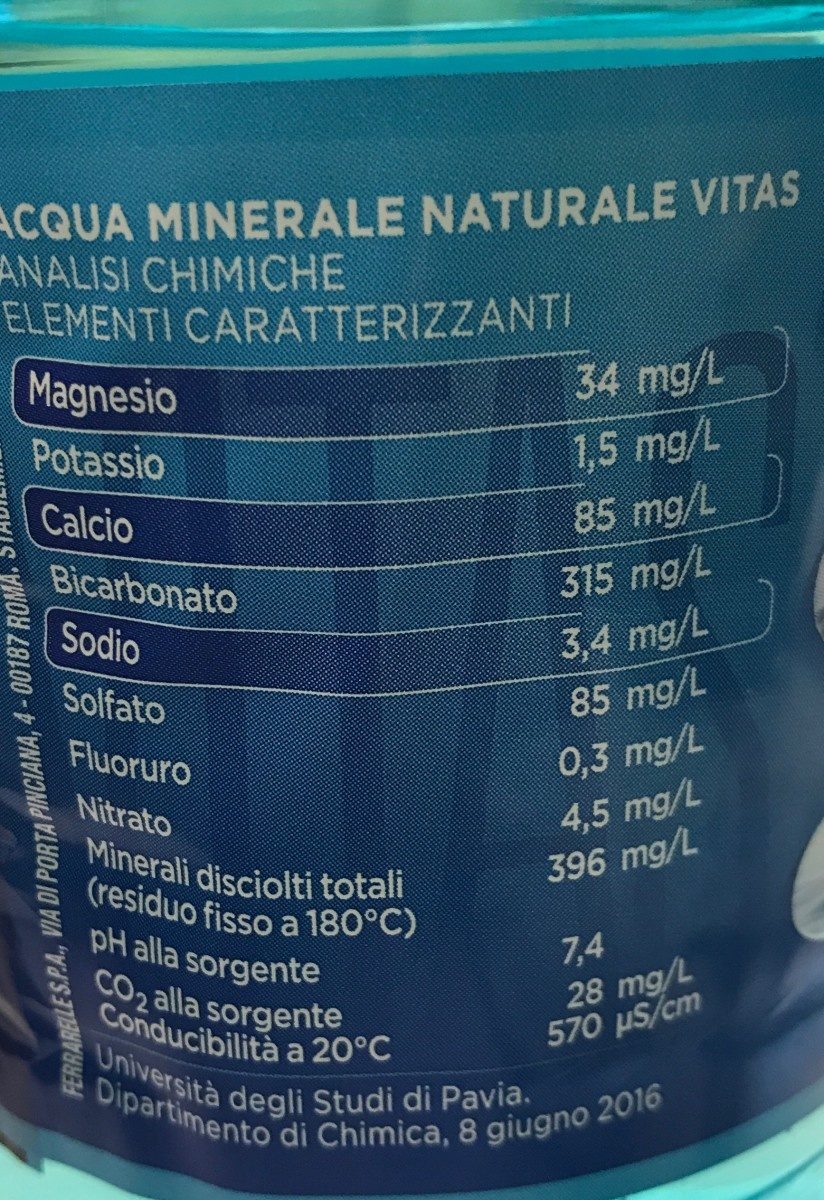 ACQUA MINERALE NATURALE VITAS
ANALISI CHIMICHE
ELEMENTI CARATTERIZZANTI
Magnesio 34 mg/L
Potassio 1,5 mg/L
Calcio 85 mg/L
Bicarbonato 315 mg/L
Sodio 3,4 mg/L
Solfato 85 mg/L
Fluoruro 0,3 mg/L
Nitrato 4,5 mg/L
Minerali disciolti totali 396 mg/L
(residuo fisso a 180°C)
pH alla sorgente 7,4
CO₂ alla sorgente 28 mg/L
Conducibilità a 20°C 570 µS/cm
Università degli Studi di Pavia.
Dipartimento di Chimica, 8 giugno 2016
FERRARELLE S.P.A., VIA DI PORTA PINCIANA, 4 - 00187 ROMA.